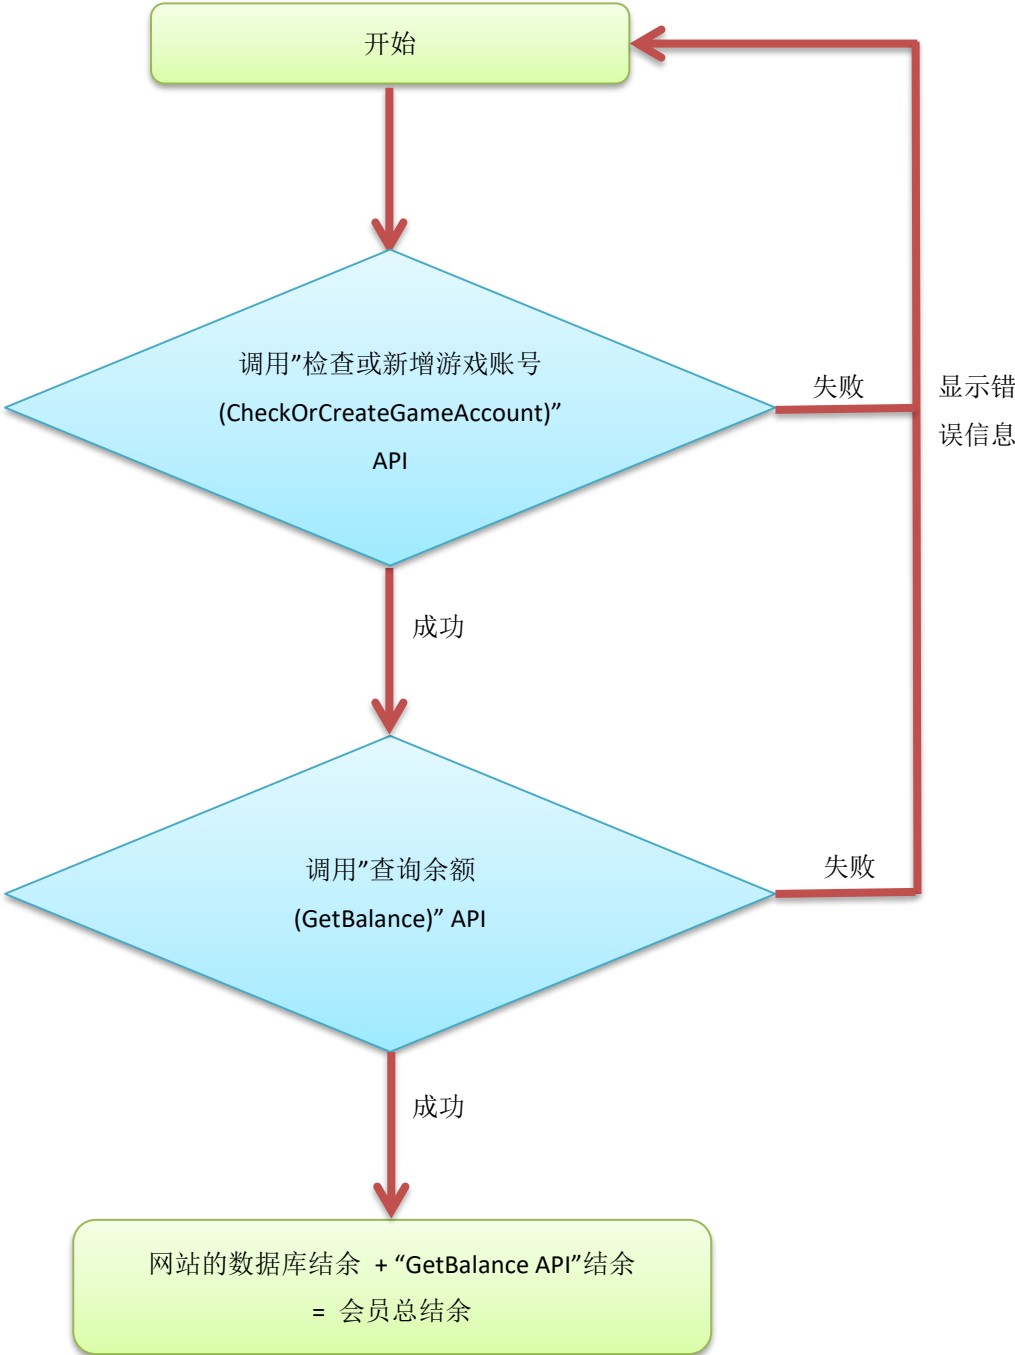 开始
调用”检查或新增游戏账号
(CheckOrCreateGameAccount)”
API
失败
显示错
误信息
成功
调用”查询余额
(GetBalance)” API
失败
成功
网站的数据库结余 + “GetBalance API”结余
= 会员总结余